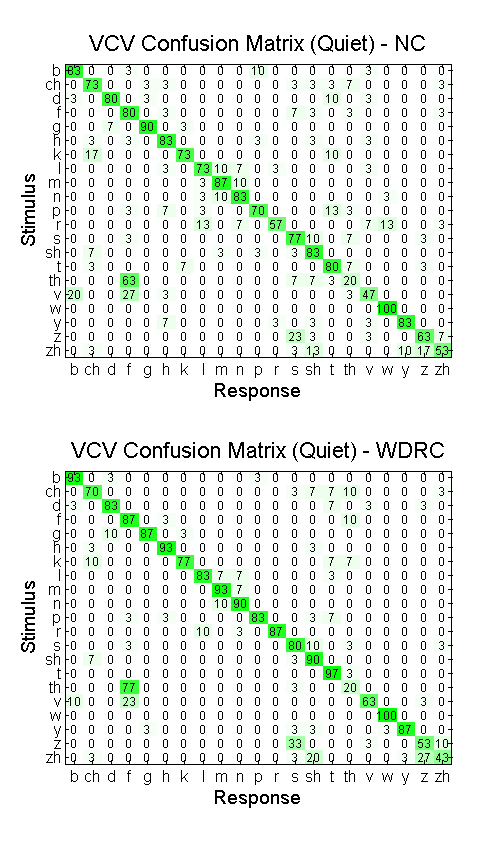 VCV Confusion Matrix (Quiet) - NC
b 83 0 0 3 0 0 0 0 0 0 10 0 0 0 0 0 3 0 0 0 0
ch 0 73 0 0 3 3 0 0 0 0 0 0 3 3 3 7 0 0 0 0 3
d 3 0 80 0 3 0 0 0 0 0 0 0 0 0 10 0 3 0 0 0 0
f 0 0 0 80 0 0 0 0 0 0 0 0 7 3 0 3 3 0 0 0 3
g 0 0 7 0 90 0 3 0 0 0 0 0 0 0 0 0 0 0 0 0 0
h 0 3 0 3 0 83 0 0 0 0 3 0 0 3 0 0 3 0 0 0 0
k 0 17 0 0 0 0 73 0 0 0 0 0 0 0 10 0 0 0 0 0 0
l 0 0 0 0 0 3 0 73 10 7 0 3 0 0 0 0 3 0 0 0 0
m 0 0 0 0 0 0 0 3 87 10 0 0 0 0 0 0 0 0 0 0 0
n 0 0 0 0 0 0 0 3 10 83 0 0 0 0 0 0 0 3 0 0 0
p 0 0 0 3 0 7 0 3 0 0 70 0 0 0 13 3 0 0 0 0 0
r 0 0 0 0 0 0 0 13 0 7 0 57 0 0 0 0 7 13 0 3 0
s 0 0 0 3 0 0 0 0 0 0 0 0 77 10 0 7 0 0 0 3 0
sh 0 7 0 0 0 0 0 0 3 0 3 0 0 83 0 0 3 0 0 0 0
t 0 3 0 0 0 0 7 0 0 0 0 0 0 0 80 7 0 0 0 3 0
th 0 0 0 63 0 0 0 0 0 0 0 0 7 7 3 20 0 0 0 0 0
v 20 0 0 27 0 3 0 0 0 0 0 0 0 3 0 0 47 0 0 0 0
w 0 0 0 0 0 0 0 0 0 0 0 0 0 0 0 0 0 100 0 0 0
y 0 0 0 0 0 7 0 0 0 0 0 3 0 3 0 0 3 0 83 0 0
z 0 0 0 0 0 0 0 0 0 0 0 0 23 3 0 0 3 0 0 63 7
zh 0 3 0 0 0 0 0 0 0 0 0 0 3 13 0 0 0 0 10 17 53
b ch d f g h k l m n p r s sh t th v w y z zh
Stimulus
Response
VCV Confusion Matrix (Quiet) - WDRC
b 93 0 3 0 0 0 0 0 0 0 3 0 0 0 0 0 0 0 0 0 0
ch 0 70 0 0 0 0 0 0 0 0 0 0 3 7 7 10 0 0 0 0 3
d 3 0 83 0 0 0 0 0 0 0 0 0 0 0 7 0 3 0 0 0 3
f 0 0 0 87 0 3 0 0 0 0 0 0 0 0 0 10 0 0 0 0 0
g 0 0 10 0 87 0 3 0 0 0 0 0 0 0 0 0 0 0 0 0 0
h 0 3 0 0 0 93 0 0 0 0 0 0 0 3 0 0 0 0 0 0 0
k 0 10 0 0 0 0 77 0 0 0 0 0 0 0 7 7 0 0 0 0 0
l 0 0 0 0 0 0 0 83 7 7 0 0 0 0 3 0 0 0 0 0 0
m 0 0 0 0 0 0 0 0 93 7 0 0 0 0 0 0 0 0 0 0 0
n 0 0 0 0 0 0 0 0 10 90 0 0 0 0 0 0 0 0 0 0 0
p 0 0 0 3 0 3 0 0 0 0 83 0 0 3 7 0 0 0 0 0 0
r 0 0 0 0 0 0 0 10 0 3 0 87 0 0 0 0 0 0 0 0 0
s 0 0 0 3 0 0 0 0 0 0 0 0 80 10 0 3 0 0 0 0 3
sh 0 7 0 0 0 0 0 0 0 0 0 0 3 90 0 0 0 0 0 0 0
t 0 0 0 0 0 0 0 0 0 0 0 0 0 0 97 3 0 0 0 0 0
th 0 0 0 77 0 0 0 0 0 0 0 0 3 0 0 20 0 0 0 0 0
v 10 0 0 23 0 0 0 0 0 0 0 0 0 0 0 0 63 0 0 3 0
w 0 0 0 0 0 0 0 0 0 0 0 0 0 0 0 0 0 100 0 0 0
y 0 0 0 0 3 0 0 0 0 0 0 0 3 3 0 0 0 3 87 0 0
z 0 0 0 0 0 0 0 0 0 0 0 0 33 3 0 0 3 0 0 53 10
zh 0 3 0 0 0 0 0 0 0 0 0 0 3 20 0 0 0 0 3 27 43
b ch d f g h k l m n p r s sh t th v w y z zh
Stimulus
Response